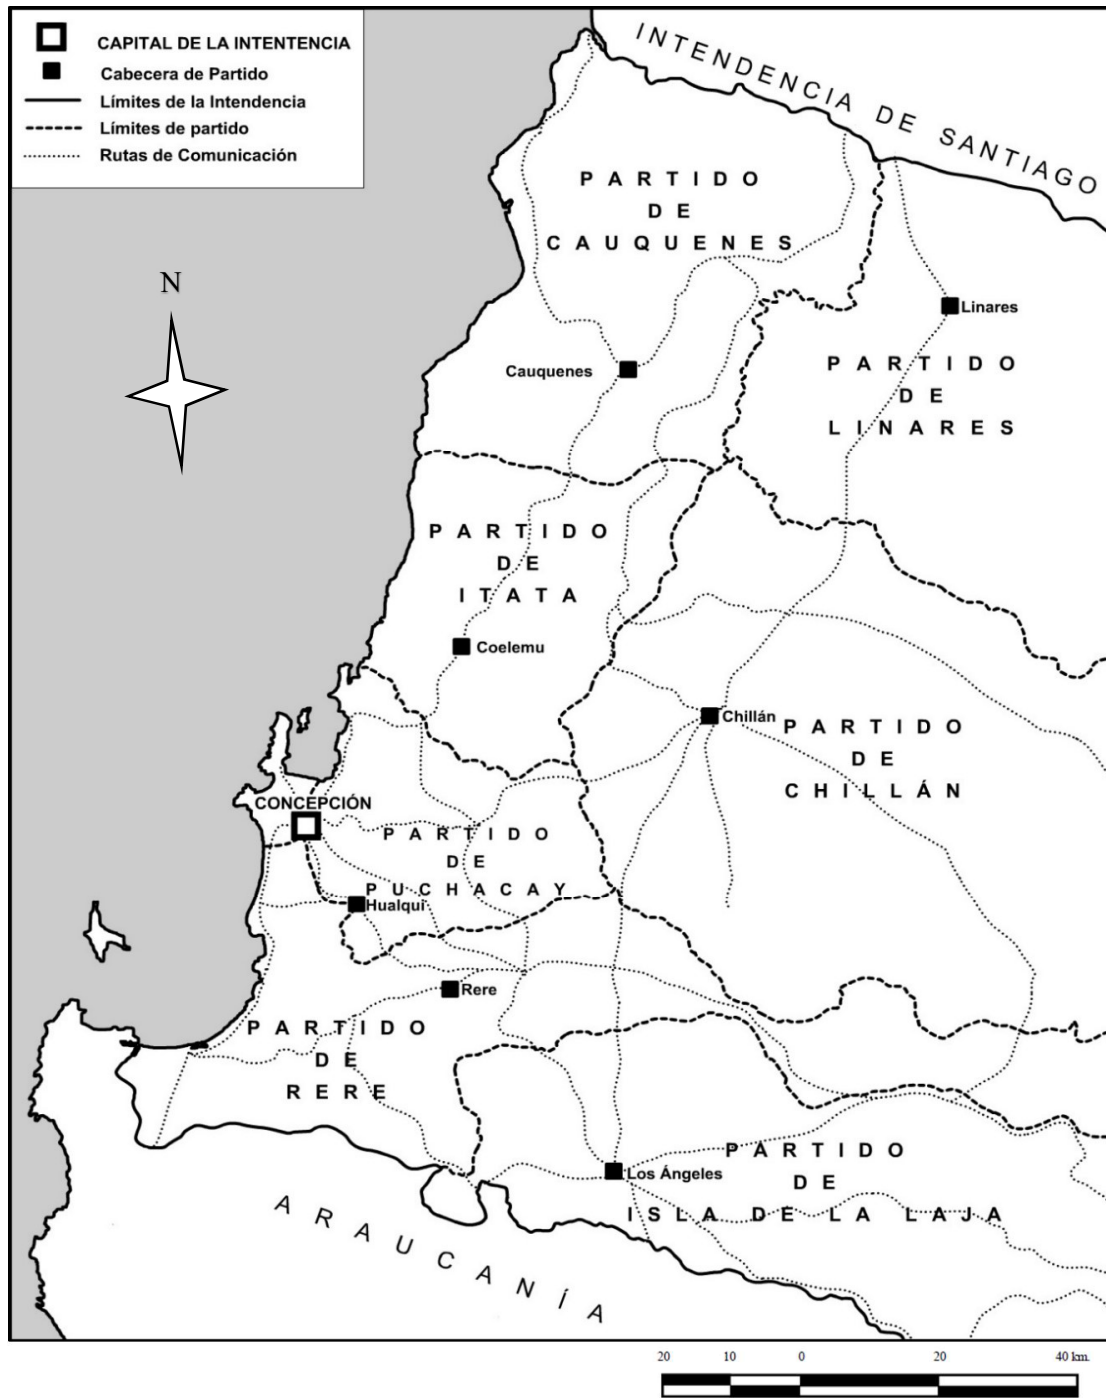 CAPITAL DE LA INTENTENCIA
Cabecera de Partido
Límites de la Intendencia
Límites de partido
Rutas de Comunicación
INTENDENCIA DE SANTIAGO
N
PARTIDO
DE
CAUQUENES
Linares
Cauquenes
PARTIDO
DE
LINARES
PARTIDO
DE
ITATA
Coelemu
Chillán
PARTIDO
DE
CHILLÁN
CONCEPCIÓN
PARTIDO
DE
PUCHACAY
Hualqui
Rere
PARTIDO
DE
RERE
PARTIDO
DE
ISLA DE LA LAJA
Los Ángeles
ARAUCANÍA
20 10 0 20 40 km.